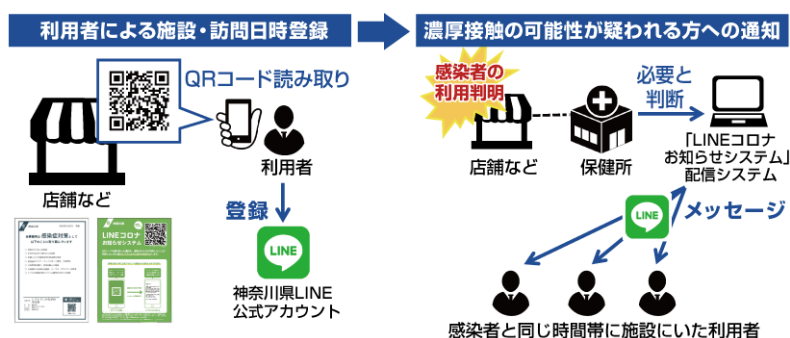 利用者による施設・訪問日時登録
濃厚接触の可能性が疑われる方への通知
QRコード読み取り
店舗など
利用者
登録
LINE
神奈川県LINE
公式アカウント
感染症対策
LINEコロナ
お知らせシステム
感染者の
利用判明
店舗など
保健所
必要と
判断
「LINEコロナ
お知らせシステム」
配信システム
LINE
メッセージ
感染者と同じ時間帯に施設にいた利用者